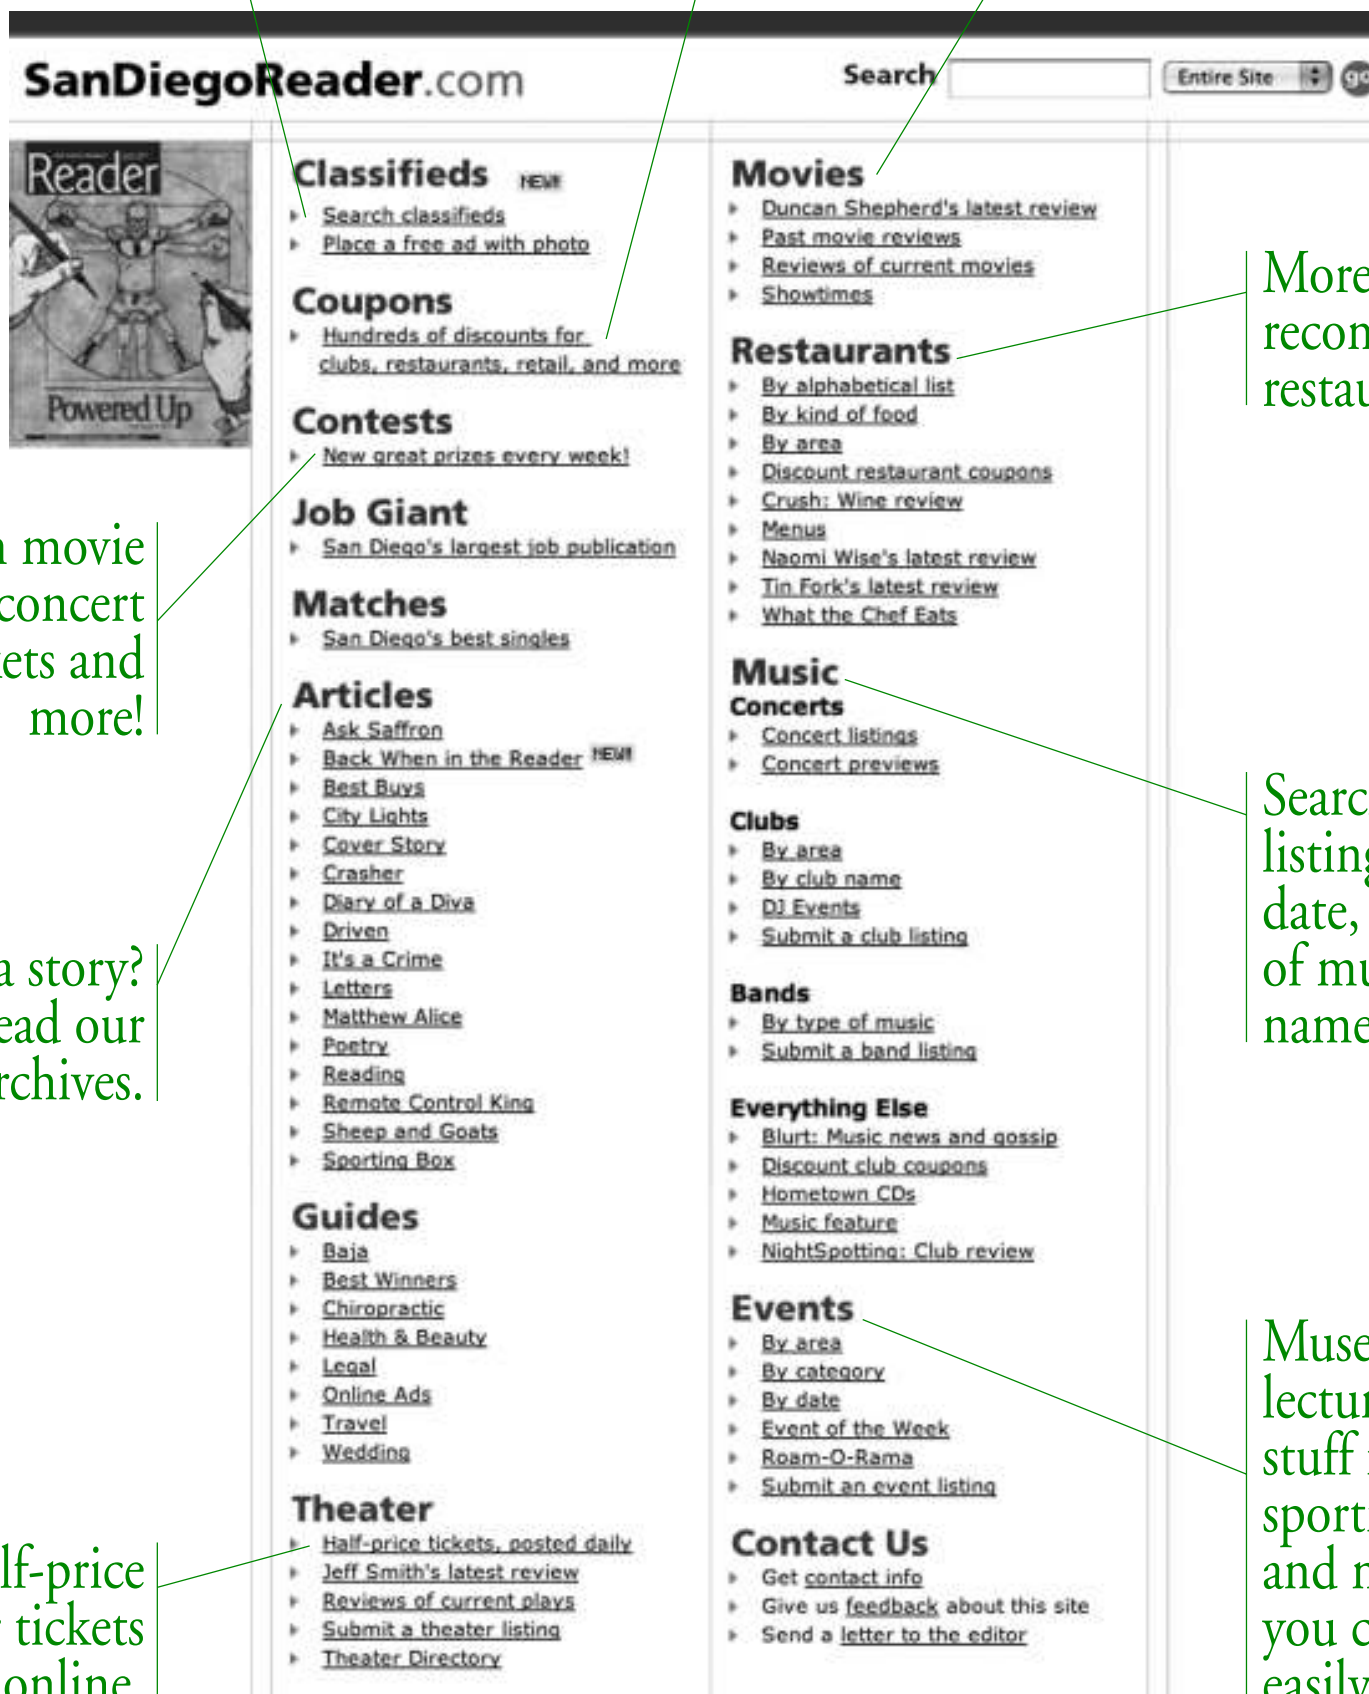 SanDiegoReader.com
Search
Entire Site
go
Reader
Powered Up
Classifieds NEW!
Search classifieds
Place a free ad with photo
Coupons
Hundreds of discounts for
clubs, restaurants, retail, and more
Contests
New great prizes every week!
Job Giant
San Diego's largest job publication
Matches
San Diego's best singles
Articles
Ask Saffron
Back When in the Reader NEW!
Best Buys
City Lights
Cover Story
Crasher
Diary of a Diva
Driven
It's a Crime
Letters
Matthew Alice
Poetry
Reading
Remote Control King
Sheep and Goats
Sporting Box
Guides
Baja
Best Winners
Chiropractic
Health & Beauty
Legal
Online Ads
Travel
Wedding
Theater
Half-price tickets, posted daily
Jeff Smith's latest review
Reviews of current plays
Submit a theater listing
Theater Directory
Movies
Duncan Shepherd's latest review
Past movie reviews
Reviews of current movies
Showtimes
Restaurants
By alphabetical list
By kind of food
By area
Discount restaurant coupons
Crush: Wine review
Menus
Naomi Wise's latest review
Tin Fork's latest review
What the Chef Eats
Music
Concerts
Concert listings
Concert previews
Clubs
By area
By club name
DJ Events
Submit a club listing
Bands
By type of music
Submit a band listing
Everything Else
Blurt: Music news and gossip
Discount club coupons
Hometown CDs
Music feature
NightSpotting: Club review
Events
By area
By category
By date
Event of the Week
Roam-O-Rama
Submit an event listing
Contact Us
Get contact info
Give us feedback about this site
Send a letter to the editor
movie
concert
ets and
more!
a story?
ead our
rchives.
lf-price
tickets
online
More
recon
restau
Searc
listing
date,
of mu
name
Muse
lectur
stuff
sport
and
you
easily